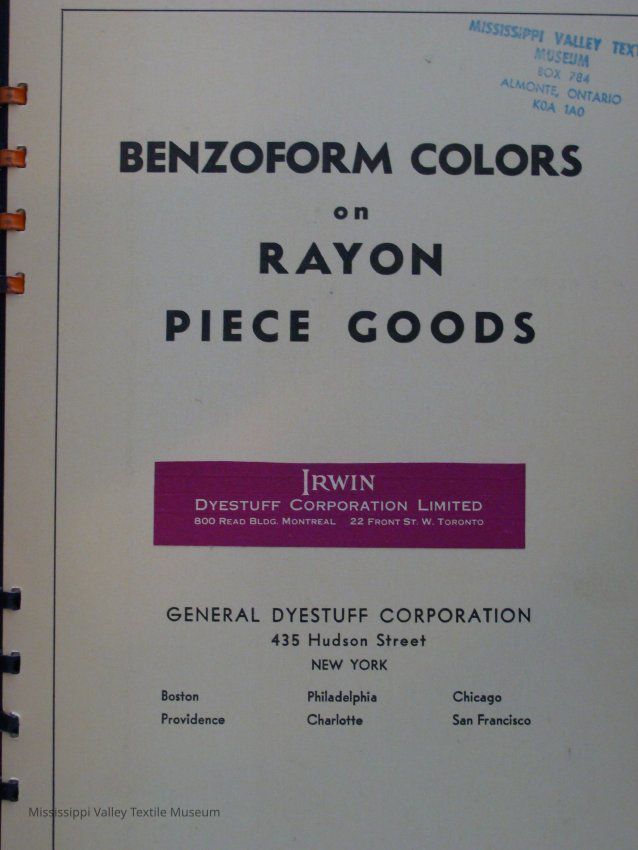 MISSISSIPPI VALLEY TEXT
MUSEUM
BOX 784
ALMONTE, ONTARIO
K0A 1A0
BENZOFORM COLORS
on
RAYON
PIECE GOODS
IRWIN
DYESTUFF CORPORATION LIMITED
800 READ BLDG. MONTREAL 22 FRONT ST. W. TORONTO
GENERAL DYESTUFF CORPORATION
435 Hudson Street
NEW YORK
Boston Philadelphia Chicago
Providence Charlotte San Francisco
Mississippi Valley Textile Museum